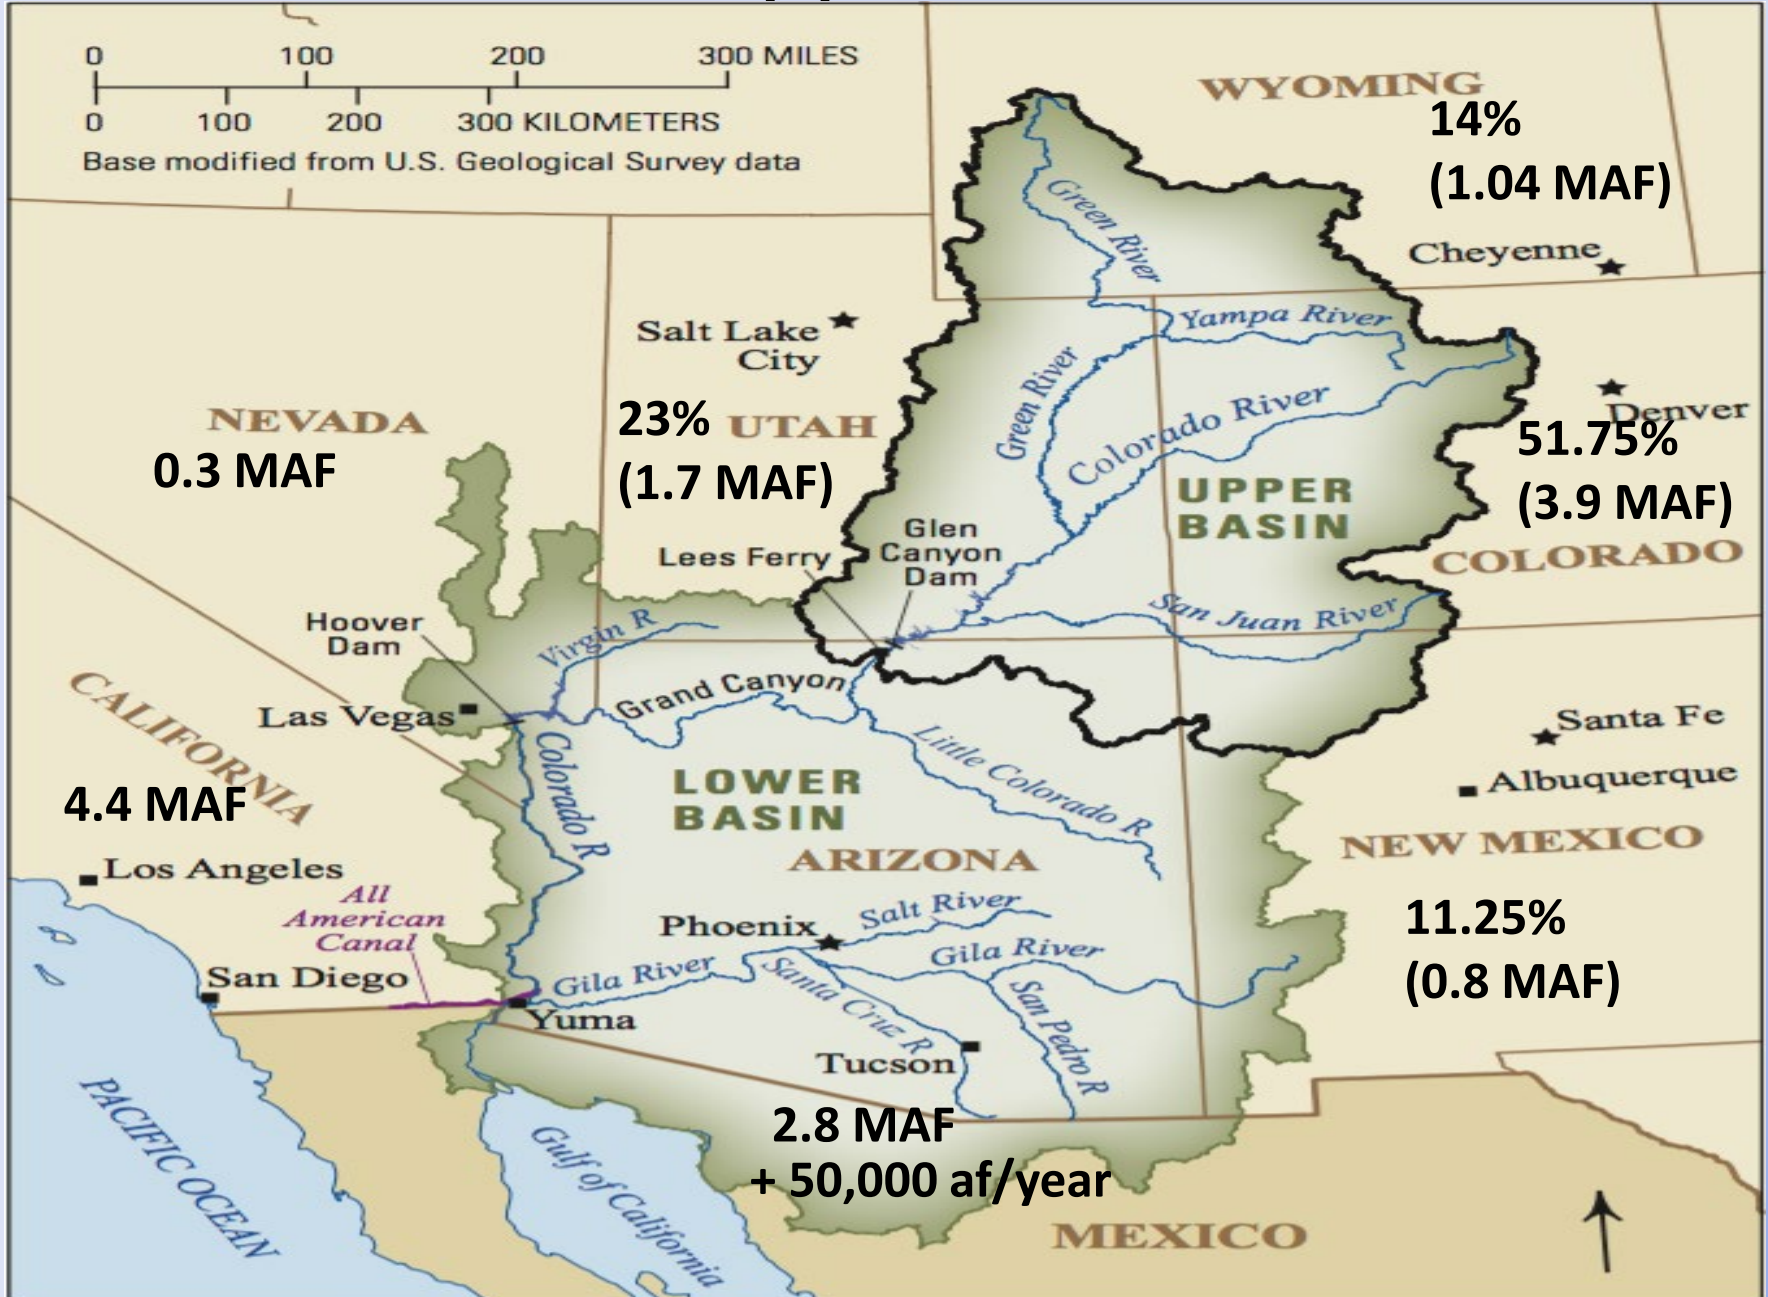 0 100 200 300 MILES
0 100 200 300 KILOMETERS
Base modified from U.S. Geological Survey data
WYOMING
14%
(1.04 MAF)
Cheyenne
Green River
Yampa River
Salt Lake
City
Green River
Colorado River
Denver
NEVADA
0.3 MAF
23%
UTAH
(1.7 MAF)
51.75%
(3.9 MAF)
COLORADO
UPPER
BASIN
Glen
Canyon
Dam
Lees Ferry
San Juan River
Hoover
Dam
Virgin R
Grand Canyon
Las Vegas
CALIFORNIA
4.4 MAF
Colorado R
Little Colorado R
LOWER
BASIN
Santa Fe
Albuquerque
NEW MEXICO
11.25%
(0.8 MAF)
ARIZONA
Los Angeles
All
American
Canal
San Diego
Phoenix
Salt River
Gila River
Gila River
Yuma
Santa Cruz R
San Pedro R
Tucson
2.8 MAF
+ 50,000 af/year
PACIFIC OCEAN
Gulf of California
MEXICO